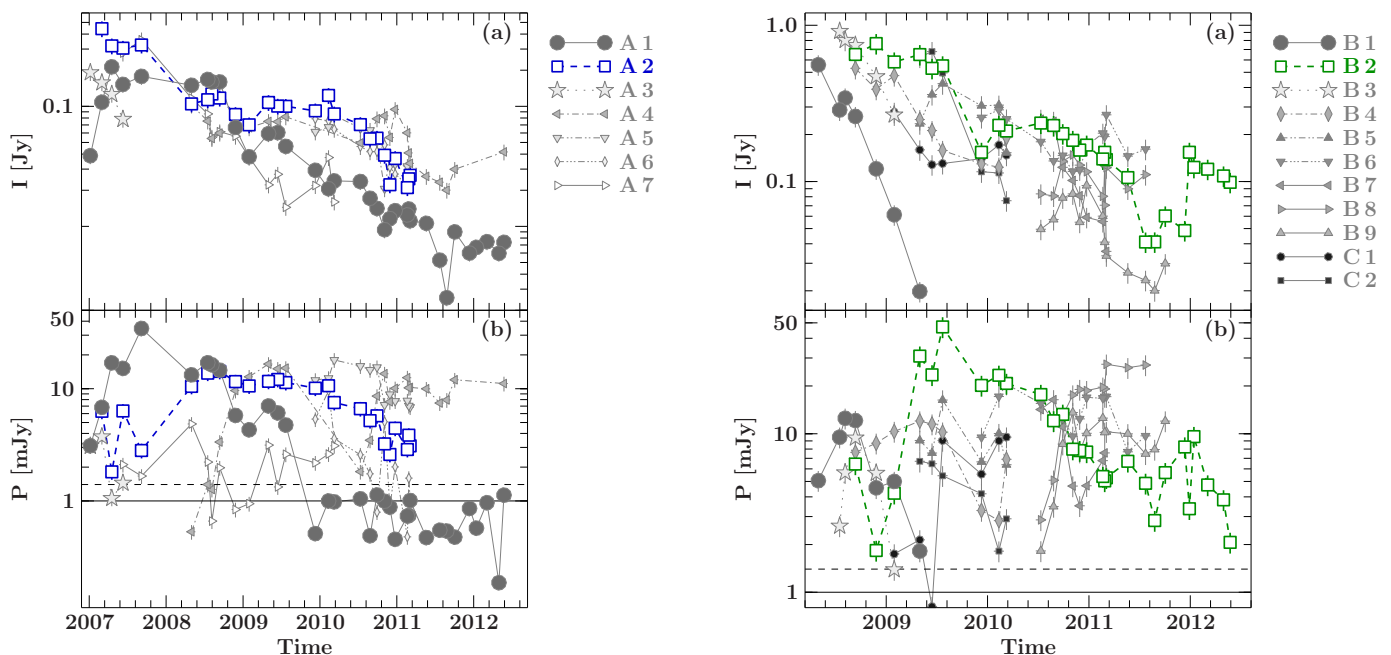 (a)
0.1
I [Jy]
A 1
A 2
A 3
A 4
A 5
A 6
A 7
(b)
50
10
1
P [mJy]
2007 2008 2009 2010 2011 2012
Time
(a)
1.0
0.1
I [Jy]
B 1
B 2
B 3
B 4
B 5
B 6
B 7
B 8
B 9
C 1
C 2
(b)
50
10
1
P [mJy]
2009 2010 2011 2012
Time